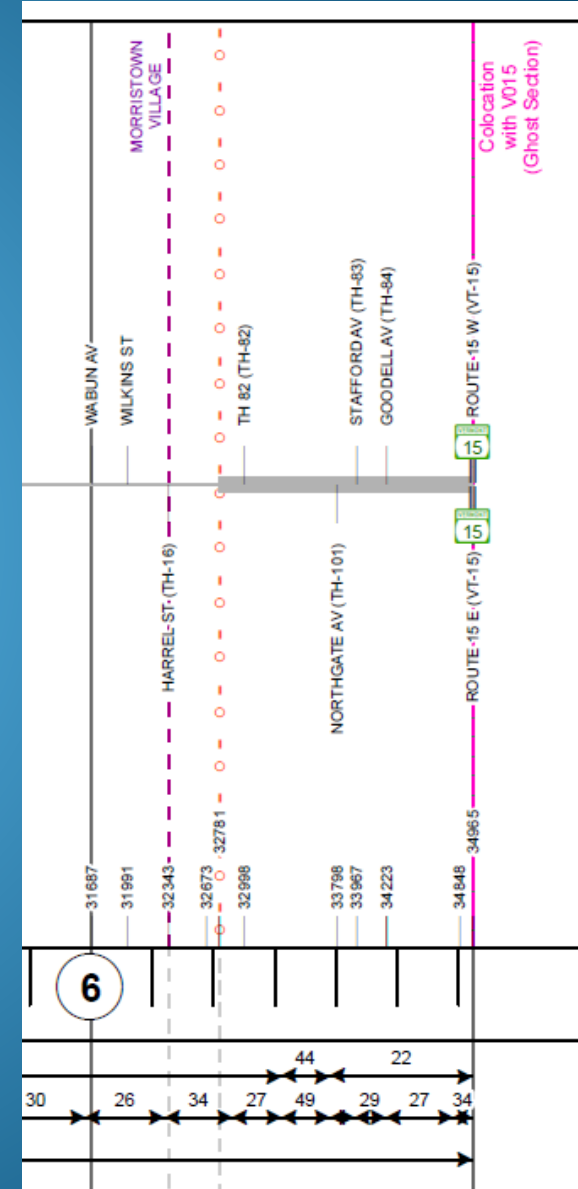 MORRISTOWN
VILLAGE
Colocation
with V015
(Ghost Section)
WABUN AV
WILKINS ST
TH 82 (TH-82)
STAFFORD AV (TH-83)
GOODELL AV (TH-84)
ROUTE-15 W (VT-15)
VERMONT
15
VERMONT
15
HARREL-ST-(TH-16)
NORTHGATE AV (TH-101)
ROUTE-15 E-(VT-15)
31687
31991
32343
32673
32781
32998
33798
33967
34223
34848
34965
6
44
22
30
26
34
27
49
29
27
34